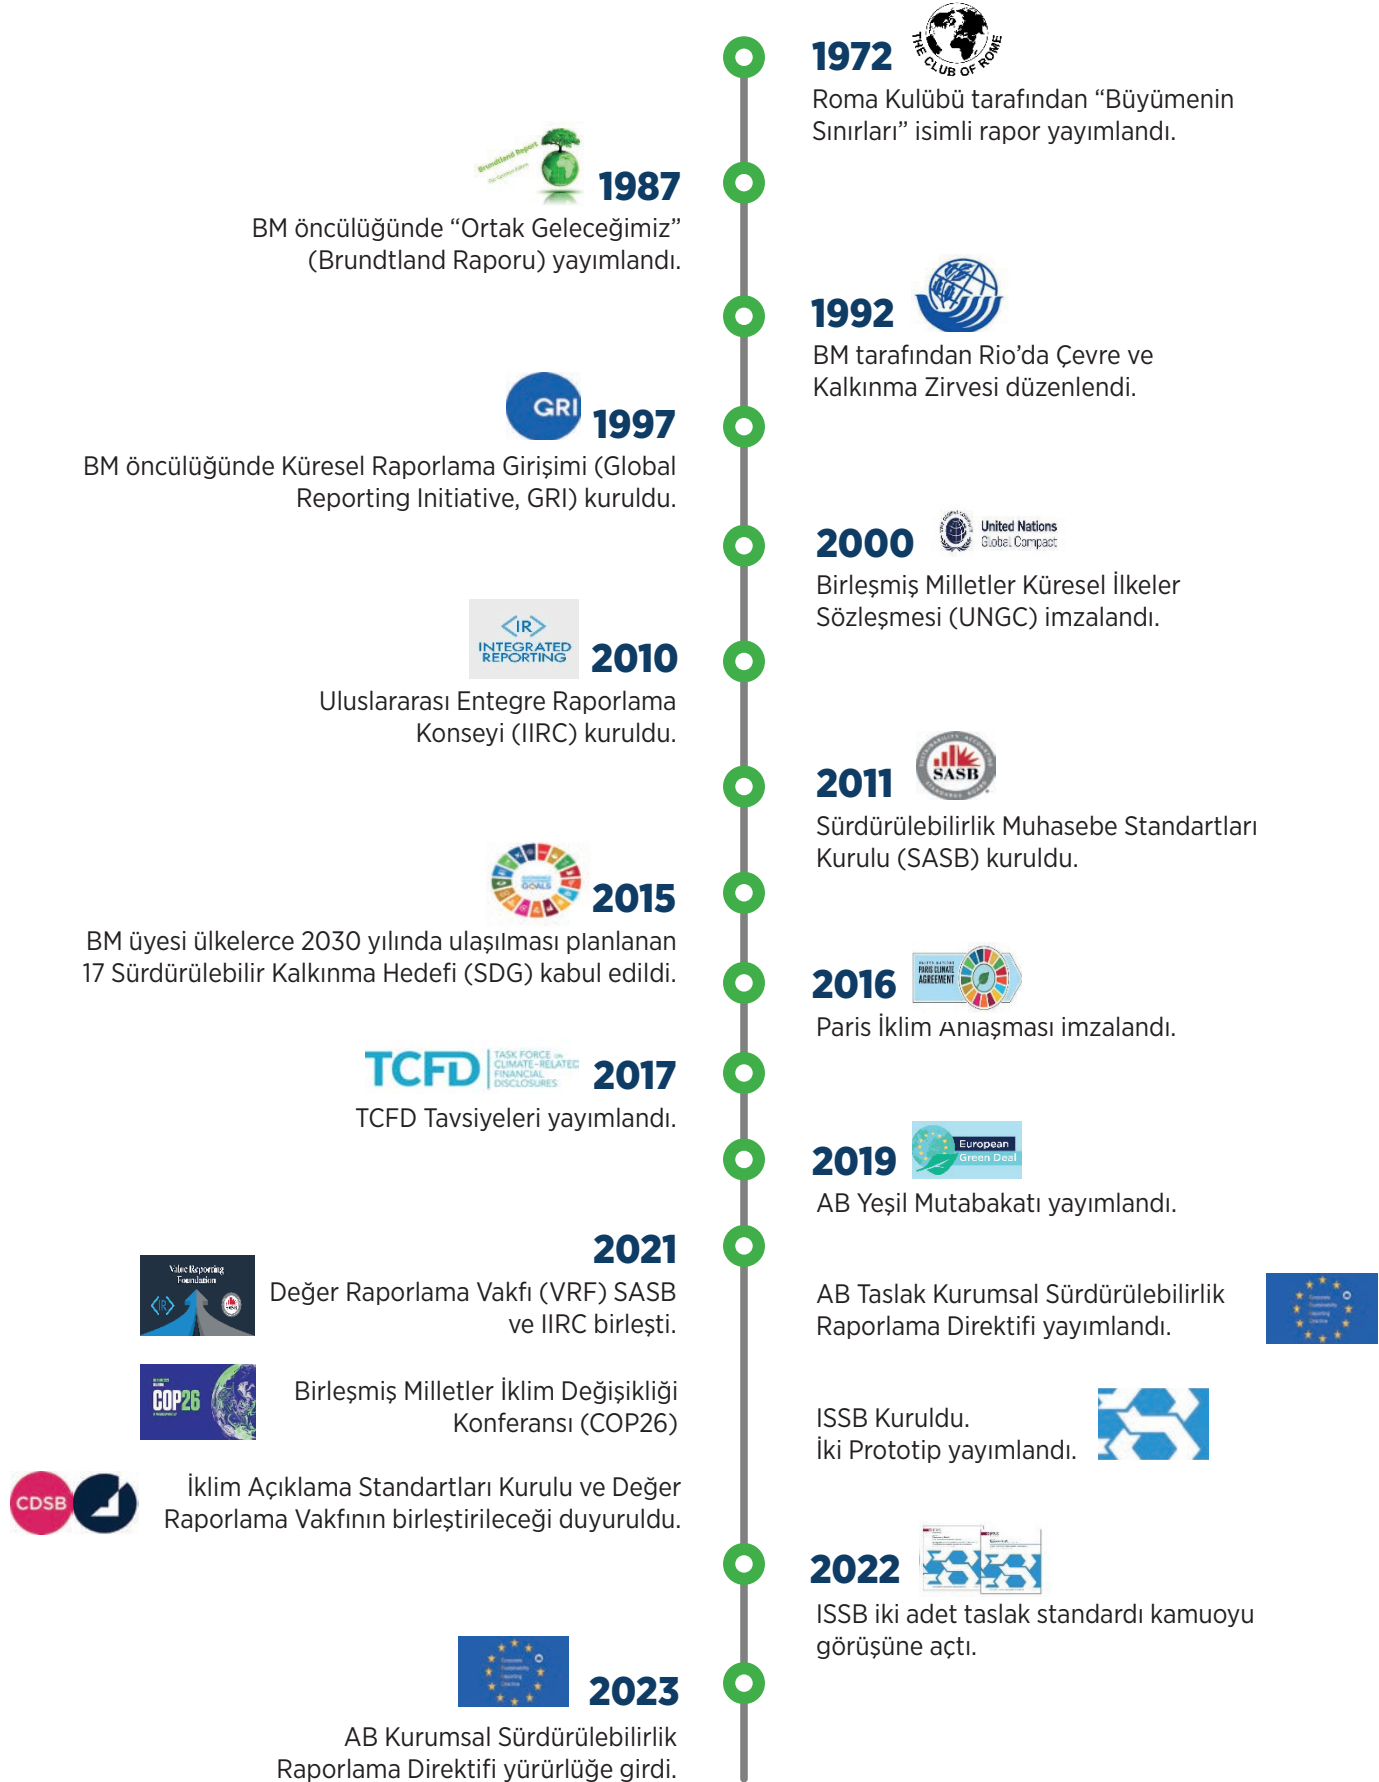 THE CLUB OF ROME
1972
Roma Kulübü tarafından “Büyümenin
Sınırları” isimli rapor yayımlandı.
Brundtland Report
1987
BM öncülüğünde “Ortak Geleceğimiz”
(Brundtland Raporu) yayımlandı.
1992
BM tarafından Rio’da Çevre ve
Kalkınma Zirvesi düzenlendi.
GRI
1997
BM öncülüğünde Küresel Raporlama Girişimi (Global
Reporting Initiative, GRI) kuruldu.
2000
United Nations
Global Compact
Birleşmiş Milletler Küresel İlkeler
Sözleşmesi (UNGC) imzalandı.
<IR>
INTEGRATED
REPORTING
2010
Uluslararası Entegre Raporlama
Konseyi (IIRC) kuruldu.
2011
SASB
Sürdürülebilirlik Muhasebe Standartları
Kurulu (SASB) kuruldu.
GOALS
2015
BM üyesi ülkelerce 2030 yılında ulaşılması planlanan
17 Sürdürülebilir Kalkınma Hedefi (SDG) kabul edildi.
2016
PARIS CLIMATE
AGREEMENT
Paris İklim Anlaşması imzalandı.
TCFD
TASK FORCE ON
CLIMATE-RELATED
FINANCIAL
DISCLOSURES
2017
TCFD Tavsiyeleri yayımlandı.
2019
European
Green Deal
AB Yeşil Mutabakatı yayımlandı.
2021
Value Reporting
Foundation
<IR>
SASB
Değer Raporlama Vakfı (VRF) SASB
ve IIRC birleşti.
AB Taslak Kurumsal Sürdürülebilirlik
Raporlama Direktifi yayımlandı.
COP26
Birleşmiş Milletler İklim Değişikliği
Konferansı (COP26)
ISSB Kuruldu.
İki Prototip yayımlandı.
CDSB
İklim Açıklama Standartları Kurulu ve Değer
Raporlama Vakfının birleştirileceği duyuruldu.
2022
ISSB iki adet taslak standardı kamuoyu
görüşüne açtı.
2023
AB Kurumsal Sürdürülebilirlik
Raporlama Direktifi yürürlüğe girdi.